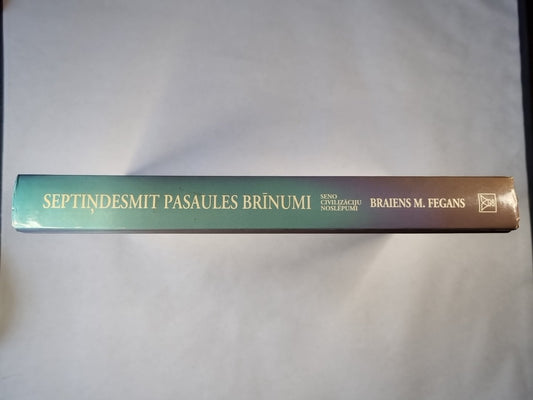 SEPTIŅDESMIT PASAULES BRĪNUMI
SENO
CIVILIZĀCIJU
NOSLĒPUMI
BRAIENS M. FEGANS